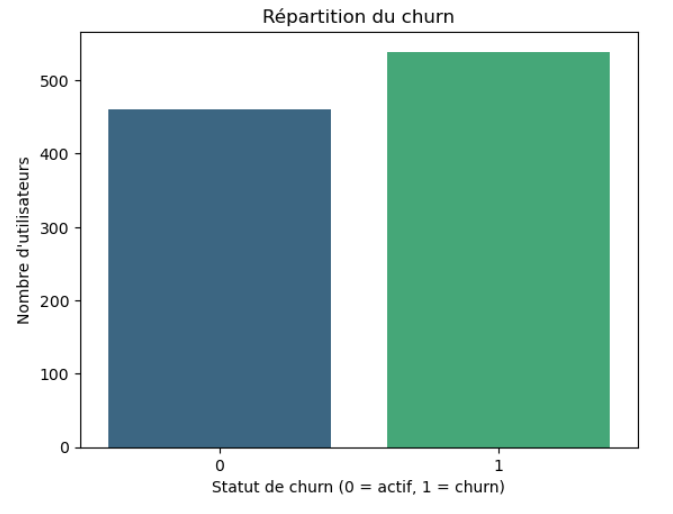 Répartition du churn
Nombre d'utilisateurs
500
400
300
200
100
0
0 1
Statut de churn (0 = actif, 1 = churn)